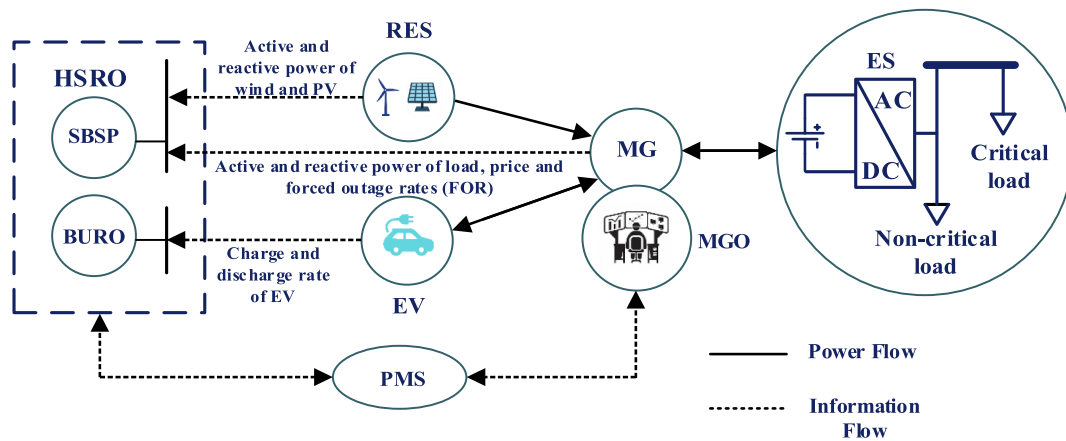 RES
Active and
reactive power of
wind and PV
HSRO
SBSP
ES
AC
DC
MG
Critical
load
Active and reactive power of load, price and
forced outage rates (FOR)
BURO
MGO
Non-critical
load
Charge and
discharge rate
of EV
EV
PMS
Power Flow
Information
Flow